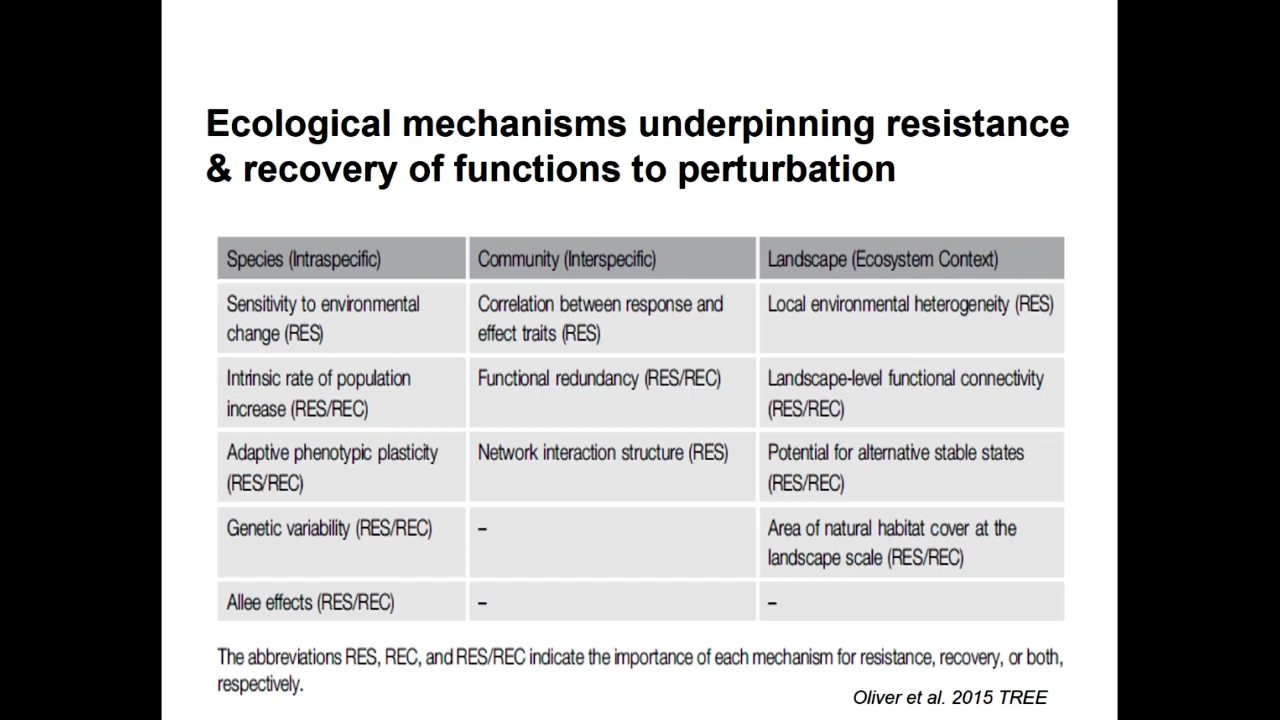 Ecological mechanisms underpinning resistance
& recovery of functions to perturbation
Species (Intraspecific)
Community (Interspecific)
Landscape (Ecosystem Context)
Sensitivity to environmental
change (RES)
Correlation between response and
effect traits (RES)
Local environmental heterogeneity (RES)
Intrinsic rate of population
increase (RES/REC)
Functional redundancy (RES/REC)
Landscape-level functional connectivity
(RES/REC)
Adaptive phenotypic plasticity
(RES/REC)
Network interaction structure (RES)
Potential for alternative stable states
(RES/REC)
Genetic variability (RES/REC)
–
Area of natural habitat cover at the
landscape scale (RES/REC)
Allee effects (RES/REC)
–
–
The abbreviations RES, REC, and RES/REC indicate the importance of each mechanism for resistance, recovery, or both,
respectively.
Oliver et al. 2015 TREE